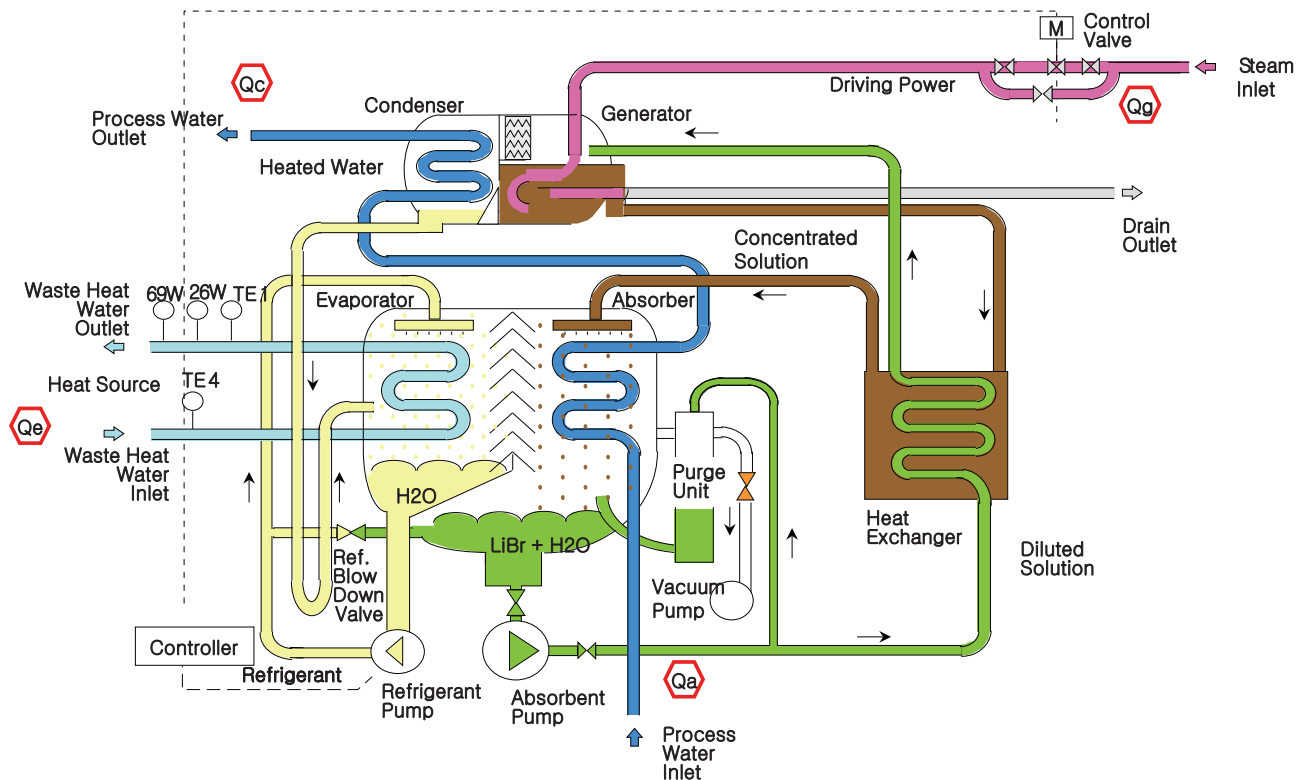 M
Control
Valve
Steam
Inlet
Driving Power
Qg
Qc
Condenser
Generator
Process Water
Outlet
Heated Water
Drain
Outlet
Concentrated
Solution
Waste Heat
Water
Outlet
69W
26W
TE1
Evaporator
Absorber
Heat Source
TE4
Qe
Waste Heat
Water
Inlet
H2O
Purge
Unit
LiBr + H2O
Heat
Exchanger
Diluted
Solution
Ref.
Blow
Down
Valve
Vacuum
Pump
Controller
Refrigerant
Refrigerant
Pump
Absorbent
Pump
Qa
Process
Water
Inlet